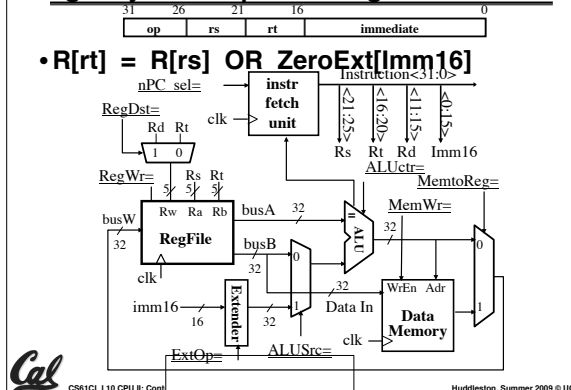 31 26 21 16 0
op rs rt immediate
• R[rt] = R[rs] OR ZeroExt[Imm16]
nPC_sel=
instr fetch unit
Instruction<31:0>
clk
<21:25>
<16:20>
<11:15>
<0:15>
Rs Rt Rd Imm16
RegDst=
Rd Rt
1 0
RegWr=
Rs Rt
5 5 5
ALUctr=
MemtoReg=
MemWr=
busW
32
Rw Ra Rb
RegFile
clk
busA
32
busB
32
=
ALU
32
0
1
0
1
32
Data In
WrEn Adr
Data Memory
clk
imm16
16
Extender
32
ExtOp=
ALUSrc=
Cal
CS61CL L10 CPU II: Cont
Huddleston, Summer 2009 © U